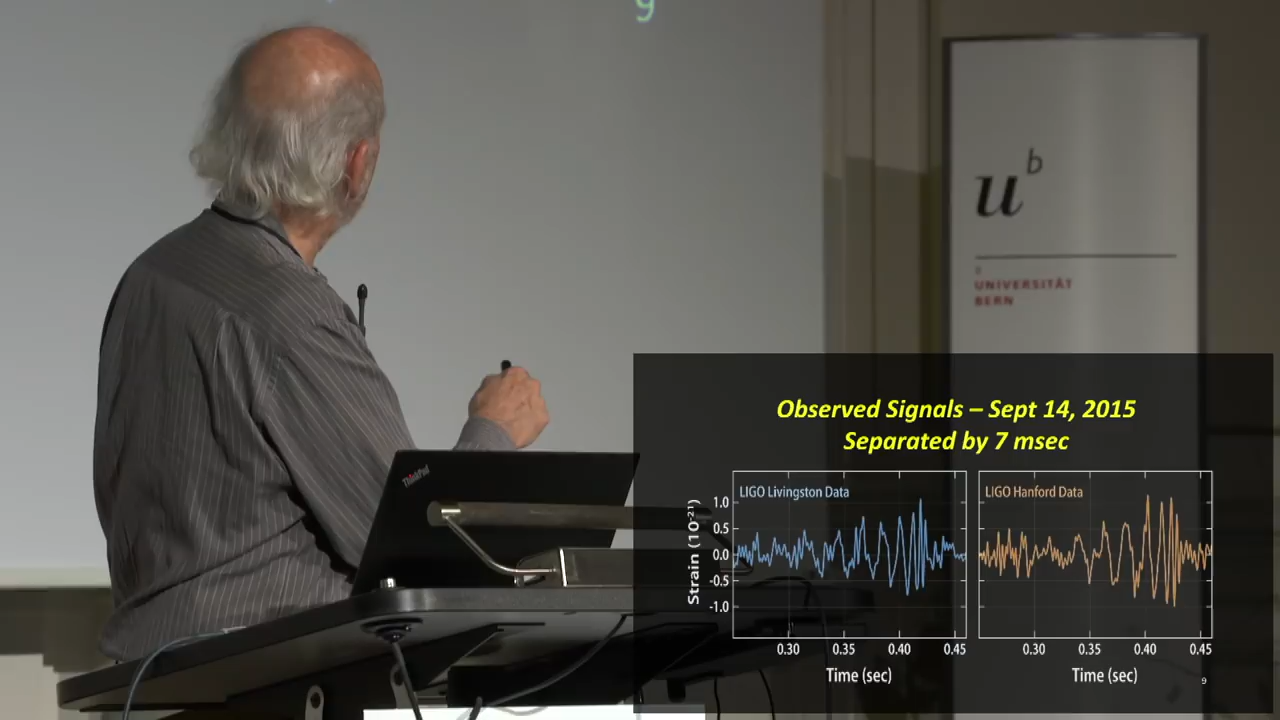 9
u^b
b
UNIVERSITÄT
BERN
ThinkPad
Observed Signals – Sept 14, 2015
Separated by 7 msec
LIGO Livingston Data
LIGO Hanford Data
Strain (10⁻²¹)
1.0
0.5
0.0
-0.5
-1.0
0.30 0.35 0.40 0.45
0.30 0.35 0.40 0.45
Time (sec)
Time (sec)
9